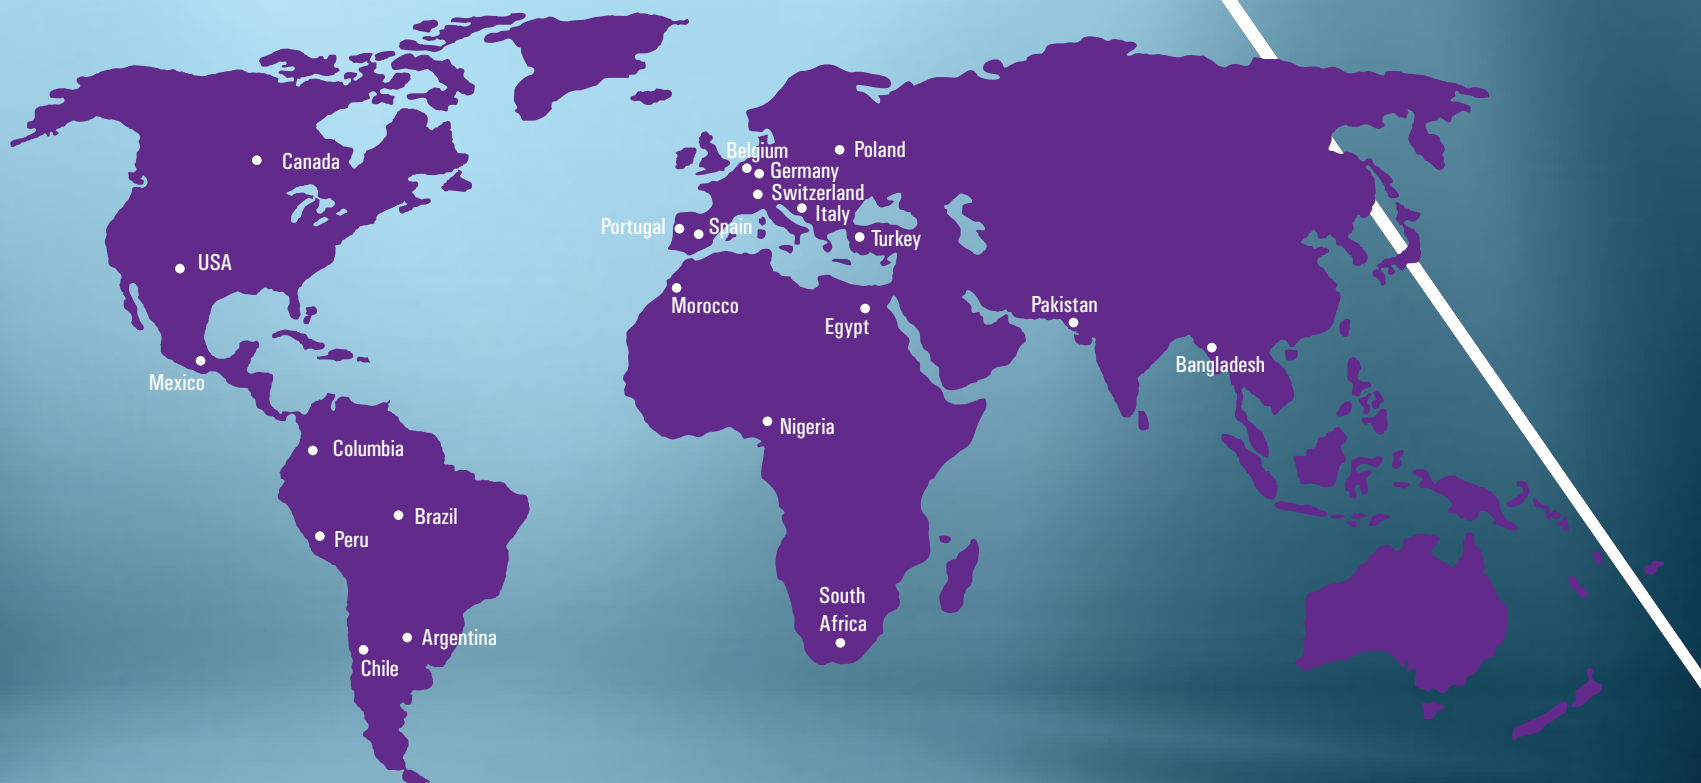 Canada
USA
Mexico
Columbia
Brazil
Peru
Argentina
Chile
Belgium
Poland
Germany
Switzerland
Italy
Portugal
Spain
Turkey
Morocco
Egypt
Nigeria
South
Africa
Pakistan
Bangladesh